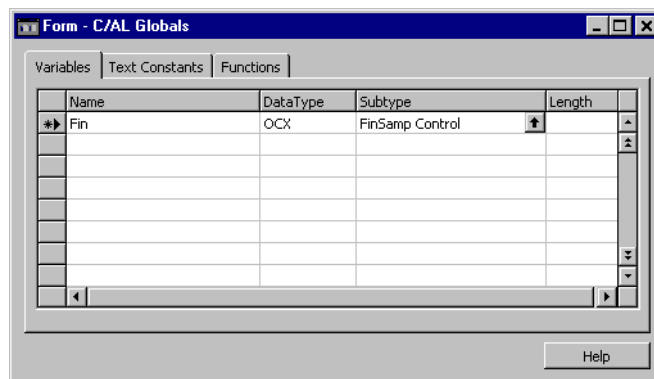 Form - C/AL Globals
Variables Text Constants Functions
Name DataType Subtype Length
Fin OCX FinSamp Control
Help